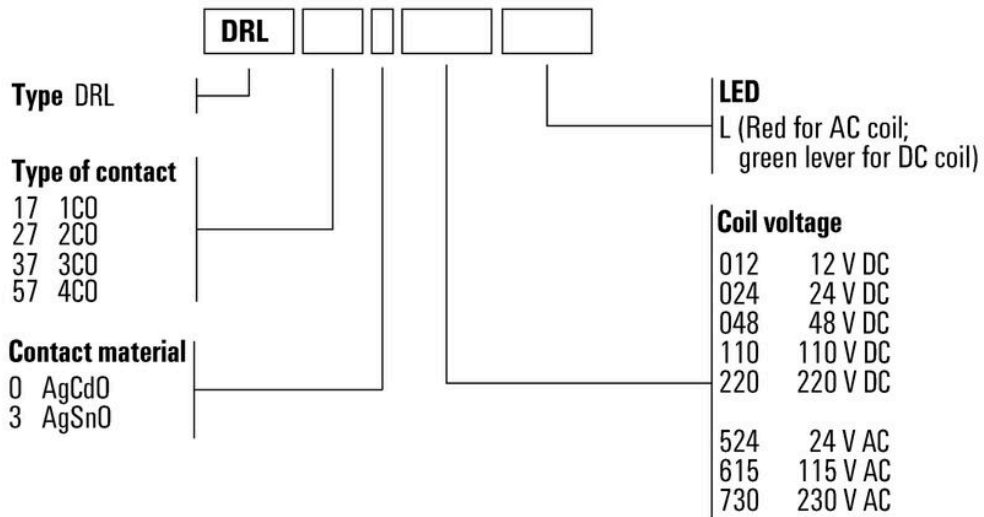 DRL
Type DRL
Type of contact
17 1CO
27 2CO
37 3CO
57 4CO
Contact material
0 AgCdO
3 AgSnO
LED
L (Red for AC coil;
green lever for DC coil)
Coil voltage
012 12 V DC
024 24 V DC
048 48 V DC
110 110 V DC
220 220 V DC
524 24 V AC
615 115 V AC
730 230 V AC